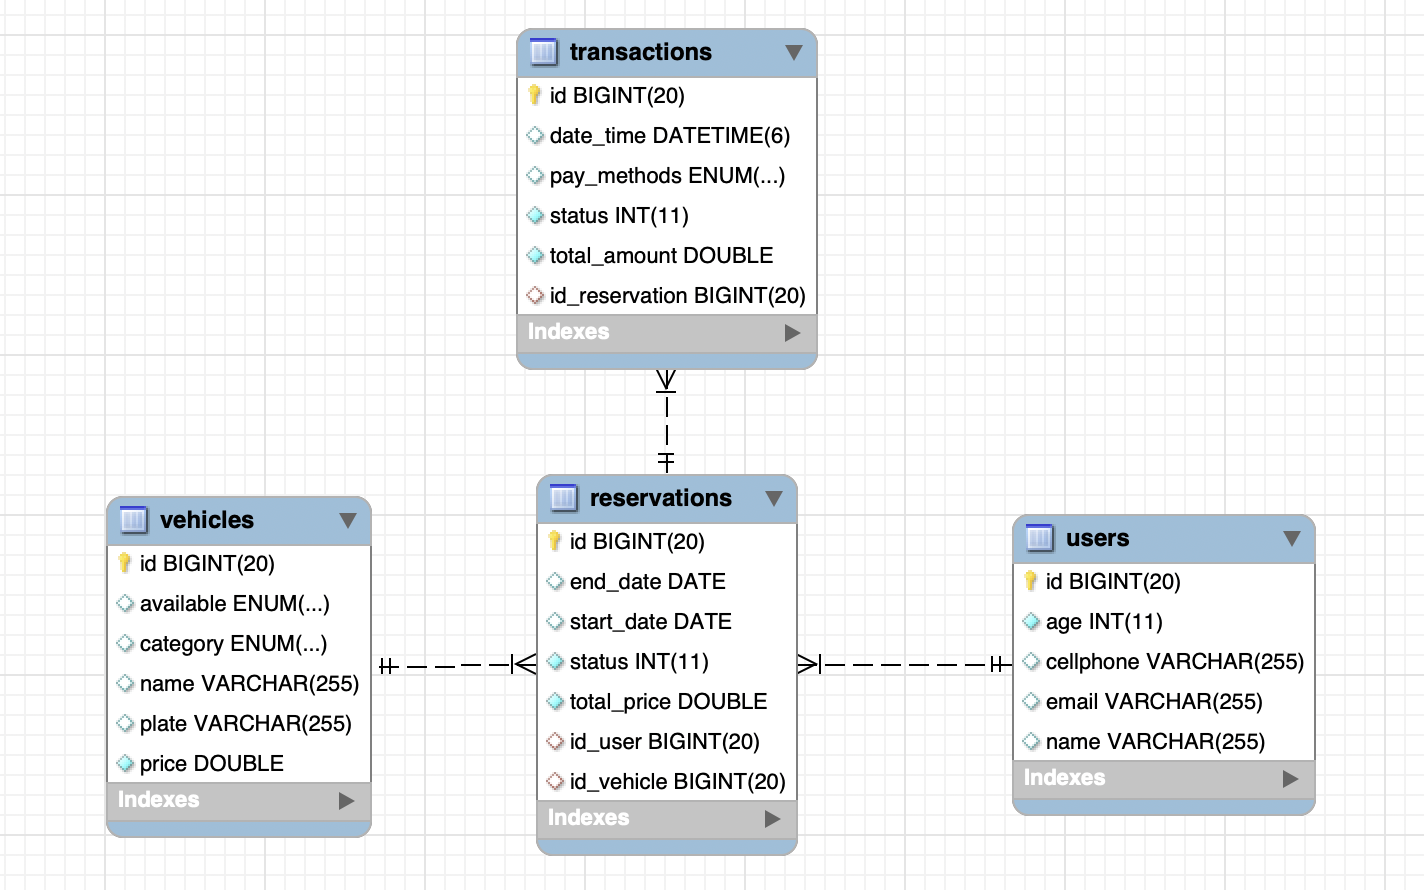 transactions
id BIGINT(20)
date_time DATETIME(6)
pay_methods ENUM(...)
status INT(11)
total_amount DOUBLE
id_reservation BIGINT(20)
Indexes
vehicles
id BIGINT(20)
available ENUM(...)
category ENUM(...)
name VARCHAR(255)
plate VARCHAR(255)
price DOUBLE
Indexes
reservations
id BIGINT(20)
end_date DATE
start_date DATE
status INT(11)
total_price DOUBLE
id_user BIGINT(20)
id_vehicle BIGINT(20)
Indexes
users
id BIGINT(20)
age INT(11)
cellphone VARCHAR(255)
email VARCHAR(255)
name VARCHAR(255)
Indexes